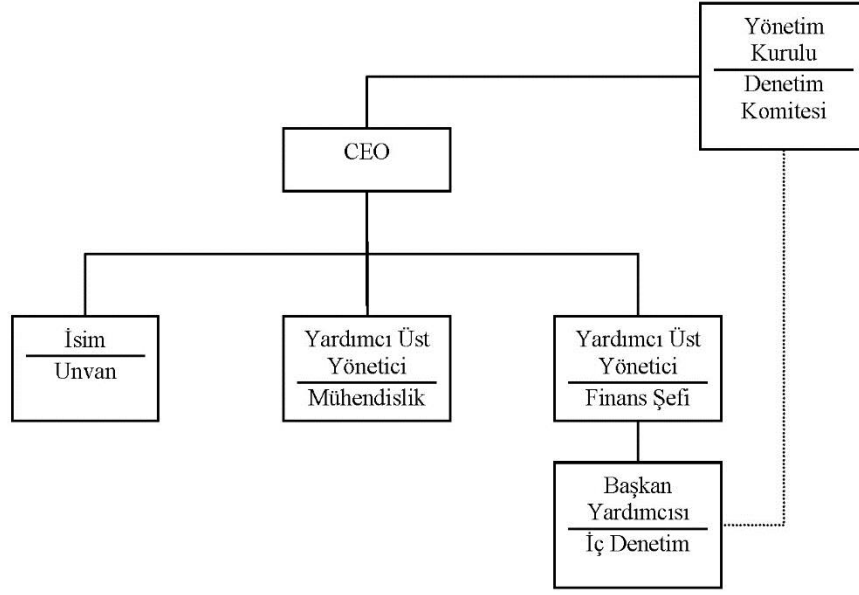 Yönetim
Kurulu
Denetim
Komitesi
CEO
İsim
Unvan
Yardımcı Üst
Yönetici
Mühendislik
Yardımcı Üst
Yönetici
Finans Şefi
Başkan
Yardımcısı
İç Denetim